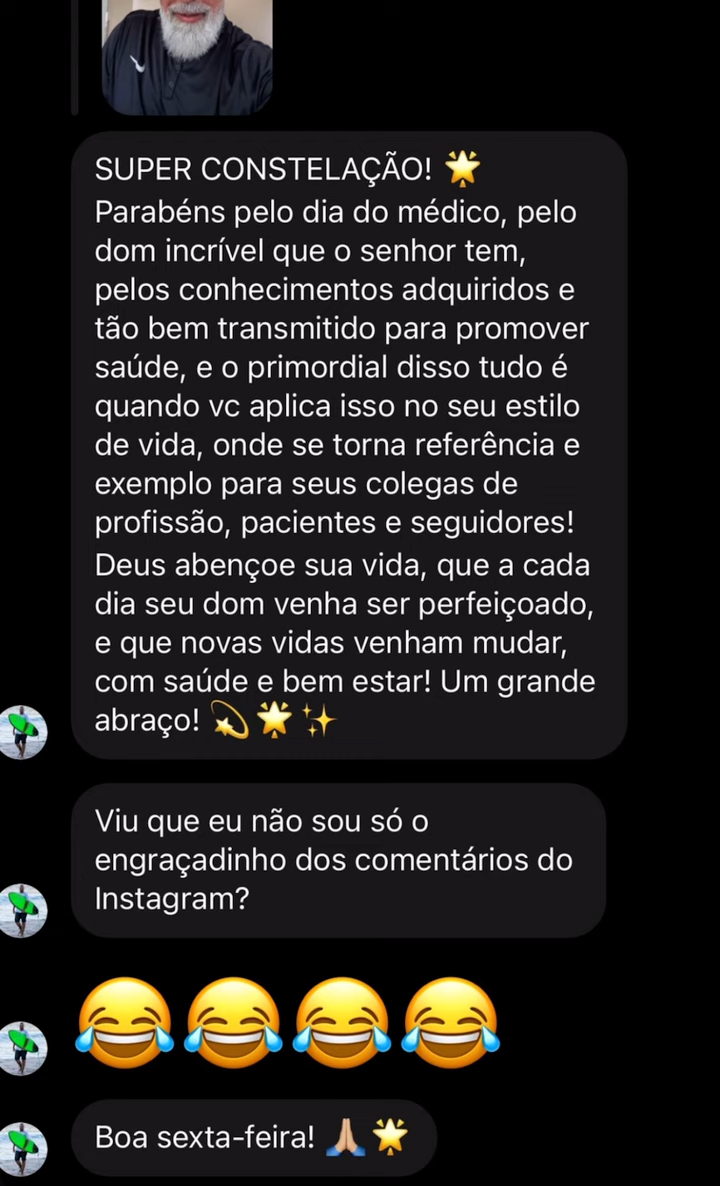 SUPER CONSTELAÇÃO! 🌟
Parabéns pelo dia do médico, pelo
dom incrível que o senhor tem,
pelos conhecimentos adquiridos e
tão bem transmitido para promover
saúde, e o primordial disso tudo é
quando vc aplica isso no seu estilo
de vida, onde se torna referência e
exemplo para seus colegas de
profissão, pacientes e seguidores!
Deus abençoe sua vida, que a cada
dia seu dom venha ser perfeiçoado,
e que novas vidas venham mudar,
com saúde e bem estar! Um grande
abraço! 💫🌟✨
Viu que eu não sou só o
engraçadinho dos comentários do
Instagram?
😂😂😂😂
Boa sexta-feira! 🙏🏼🌟